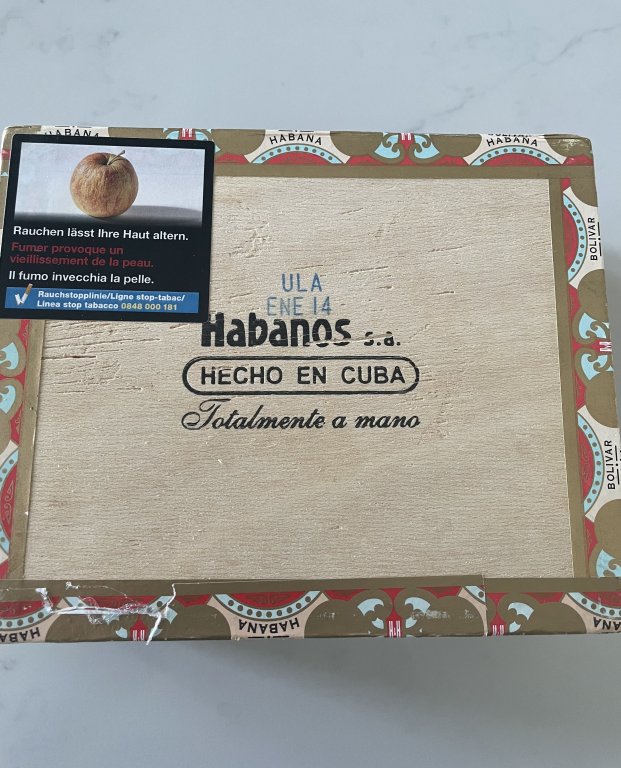 HABANA
HABANA
BOLIVAR
HABANA
Rauchen lässt Ihre Haut altern.
Fumer provoque un
vieillissement de la peau.
Il fumo invecchia la pelle.
Rauchstopplinie/Ligne stop-tabac/
Linea stop tabacco 0848 000 181
BOLIVAR
ULA
ENE 14
Habanos s.a.
HECHO EN CUBA
Totalmente a mano
BOLIVAR
HABANA
HABANA